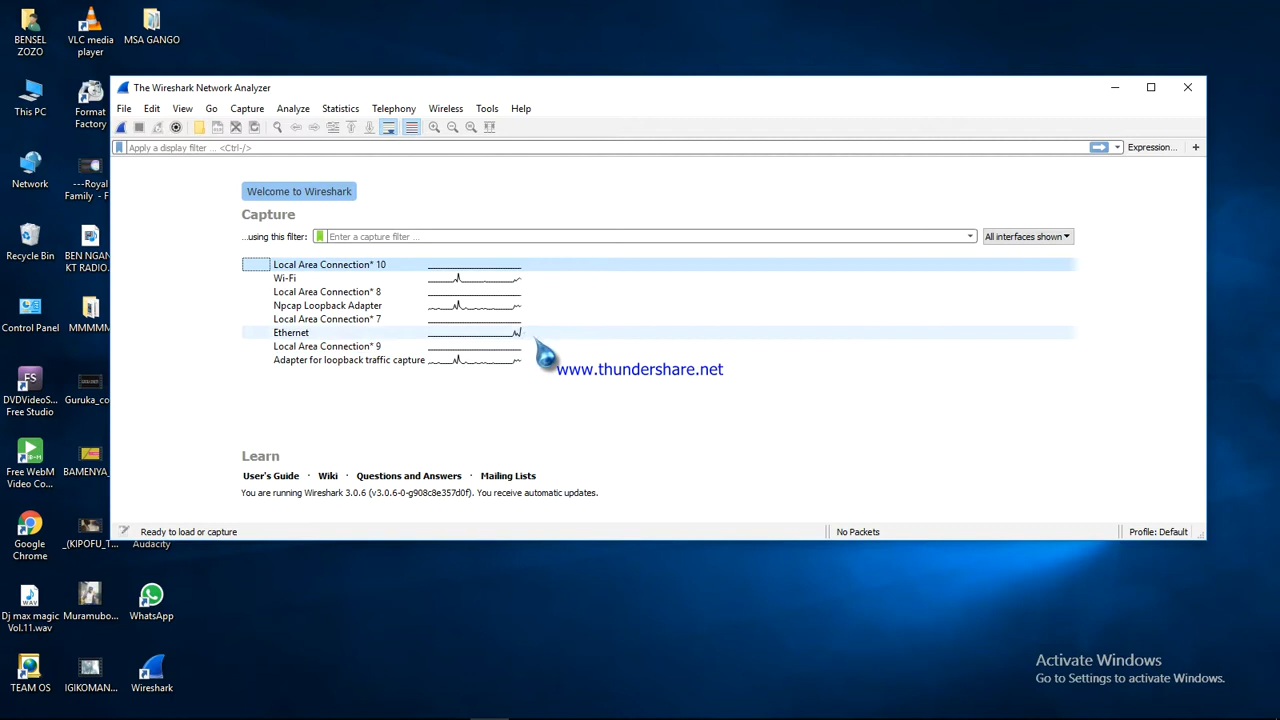 BENSEL
ZOZO
VLC media
player
MSA GANGO
This PC
Format
Factory
Network
---Royal
Family - F...
Recycle Bin
BEN NGAN...
KT RADIO...
Control Panel
MMMMM...
DVDVideoS...
Free Studio
Guruka_co...
Free WebM
Video Co...
BAMENYA_...
Google
Chrome
_(KIPOFU_T...
Audacity
Dj max magic
Vol.11.wav
Muramubo...
WhatsApp
TEAM OS
IGIKOMAN...
Wireshark
The Wireshark Network Analyzer
File Edit View Go Capture Analyze Statistics Telephony Wireless Tools Help
Apply a display filter ... <Ctrl-/>
Expression...
Welcome to Wireshark
Capture
...using this filter: Enter a capture filter ... All interfaces shown
Local Area Connection* 10
Wi-Fi
Local Area Connection* 8
Npcap Loopback Adapter
Local Area Connection* 7
Ethernet
Local Area Connection* 9
Adapter for loopback traffic capture
www.thundershare.net
Learn
User's Guide · Wiki · Questions and Answers · Mailing Lists
You are running Wireshark 3.0.6 (v3.0.6-0-g908c8e357d0f). You receive automatic updates.
Ready to load or capture No Packets Profile: Default
Activate Windows
Go to Settings to activate Windows.